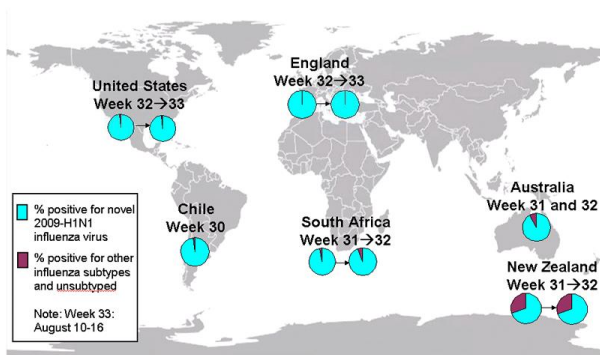 England
Week 32→33
United States
Week 32→33
Australia
Week 31 and 32
Chile
Week 30
South Africa
Week 31→32
New Zealand
Week 31→32
% positive for novel
2009-H1N1
influenza virus
% positive for other
influenza subtypes
and unsubtyped
Note: Week 33:
August 10-16